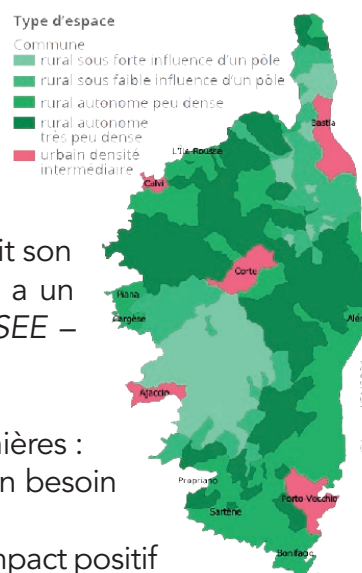 Type d'espace
Commune
rural sous forte influence d'un pôle
rural sous faible influence d'un pôle
rural autonome peu dense
rural autonome
très peu dense
urbain densité
intermédiaire
Bastia
L'Île Rousse
Calvi
it son
Corte
a un
Piana
SEE –
Cargèse
Alé
Ajaccio
ières :
n besoin
Propriano
Porto Vecchio
Sartène
mpact positif
Bonifacio